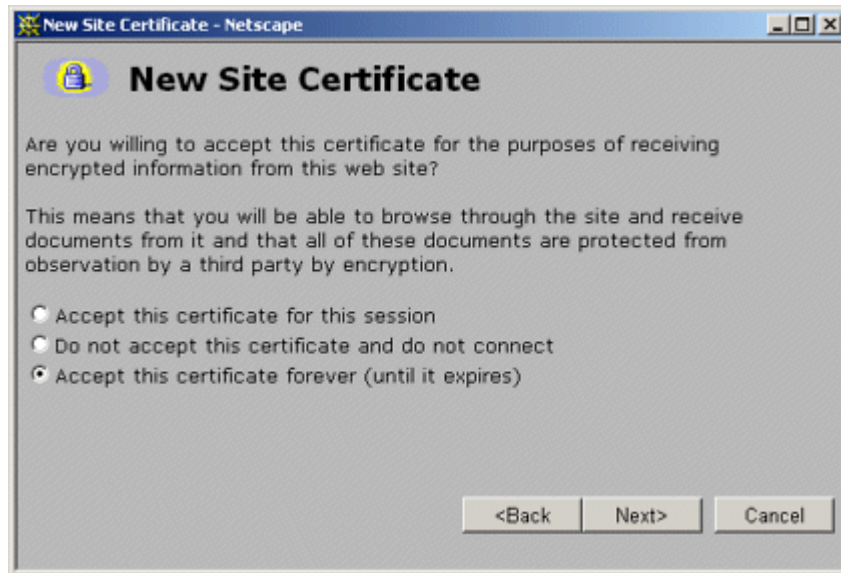 New Site Certificate - Netscape
New Site Certificate
Are you willing to accept this certificate for the purposes of receiving
encrypted information from this web site?
This means that you will be able to browse through the site and receive
documents from it and that all of these documents are protected from
observation by a third party by encryption.
Accept this certificate for this session
Do not accept this certificate and do not connect
Accept this certificate forever (until it expires)
<Back Next> Cancel